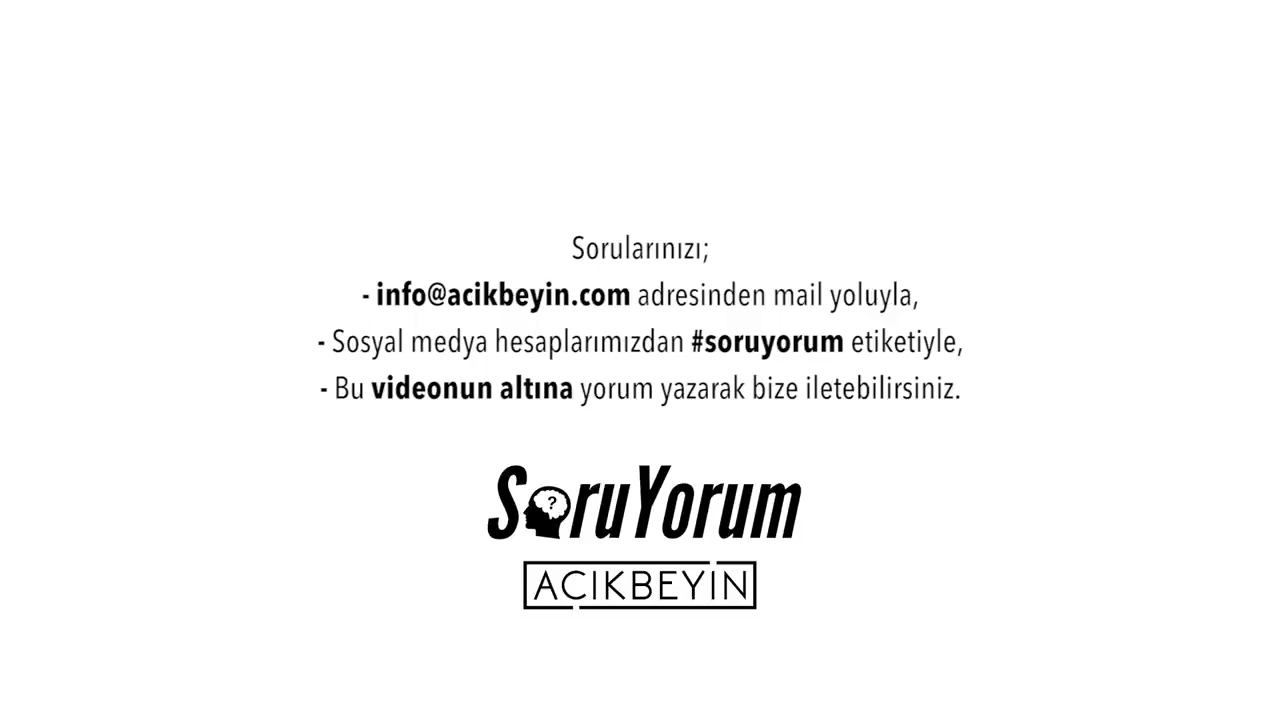 Sorularınızı;
- info@acikbeyin.com adresinden mail yoluyla,
- Sosyal medya hesaplarımızdan #soruyorum etiketiyle,
- Bu videonun altına yorum yazarak bize iletebilirsiniz.
SoruYorum
AÇIKBEYİN